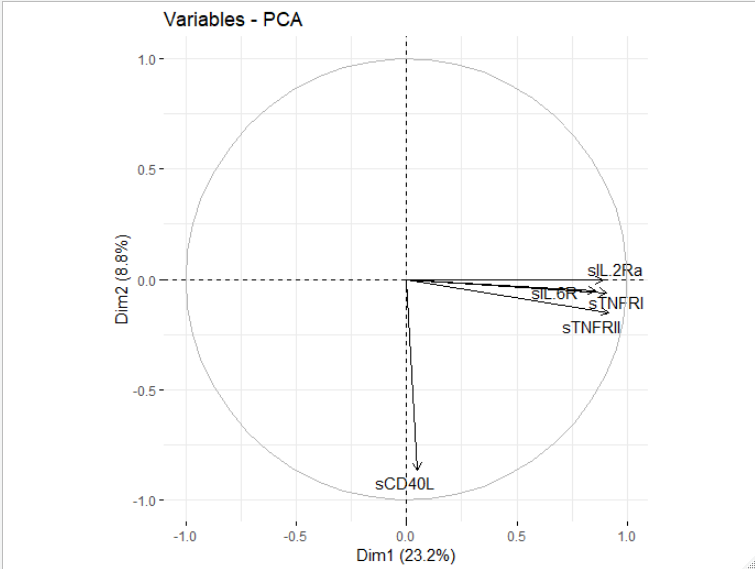 Variables - PCA
1.0
0.5
0.0
-0.5
-1.0
Dim2 (8.8%)
sIL.2Ra
sIL.6R
sTNFRI
sTNFRII
sCD40L
-1.0 -0.5 0.0 0.5 1.0
Dim1 (23.2%)